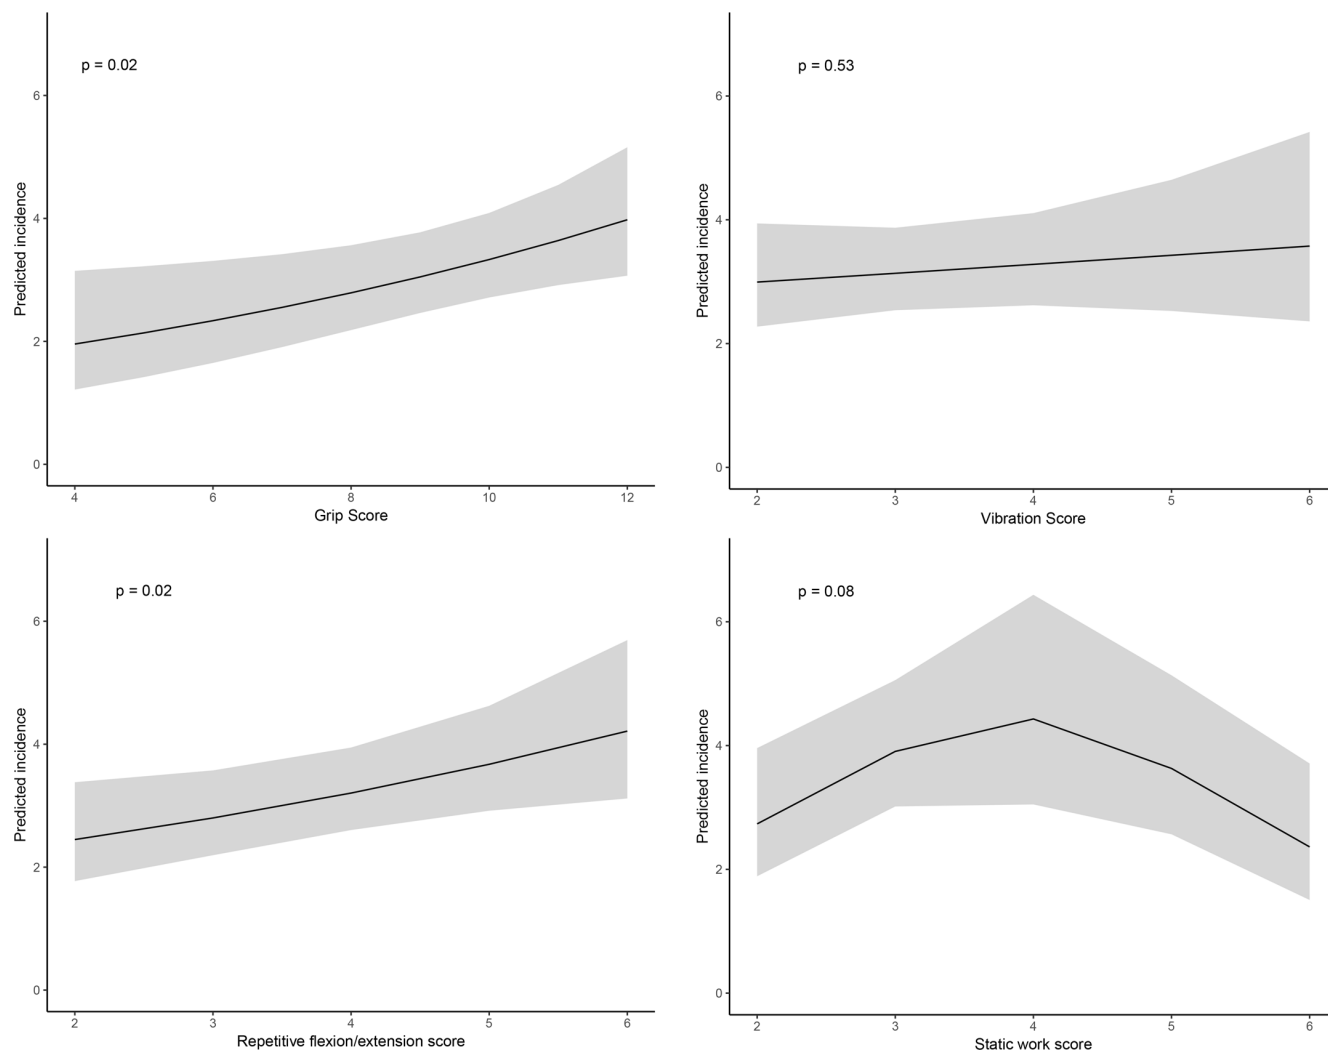 p = 0.02
Predicted incidence
6
4
2
0
4 6 8 10 12
Grip Score
p = 0.53
Predicted incidence
6
4
2
0
2 3 4 5 6
Vibration Score
p = 0.02
Predicted incidence
6
4
2
0
2 3 4 5 6
Repetitive flexion/extension score
p = 0.08
Predicted incidence
6
4
2
0
2 3 4 5 6
Static work score